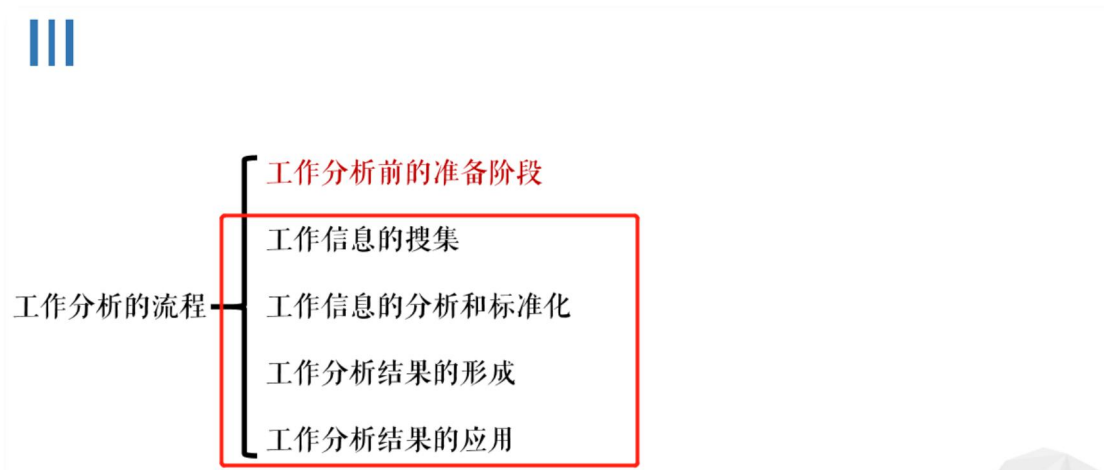 工作分析前的准备阶段
工作信息的搜集
工作分析的流程
工作信息的分析和标准化
工作分析结果的形成
工作分析结果的应用